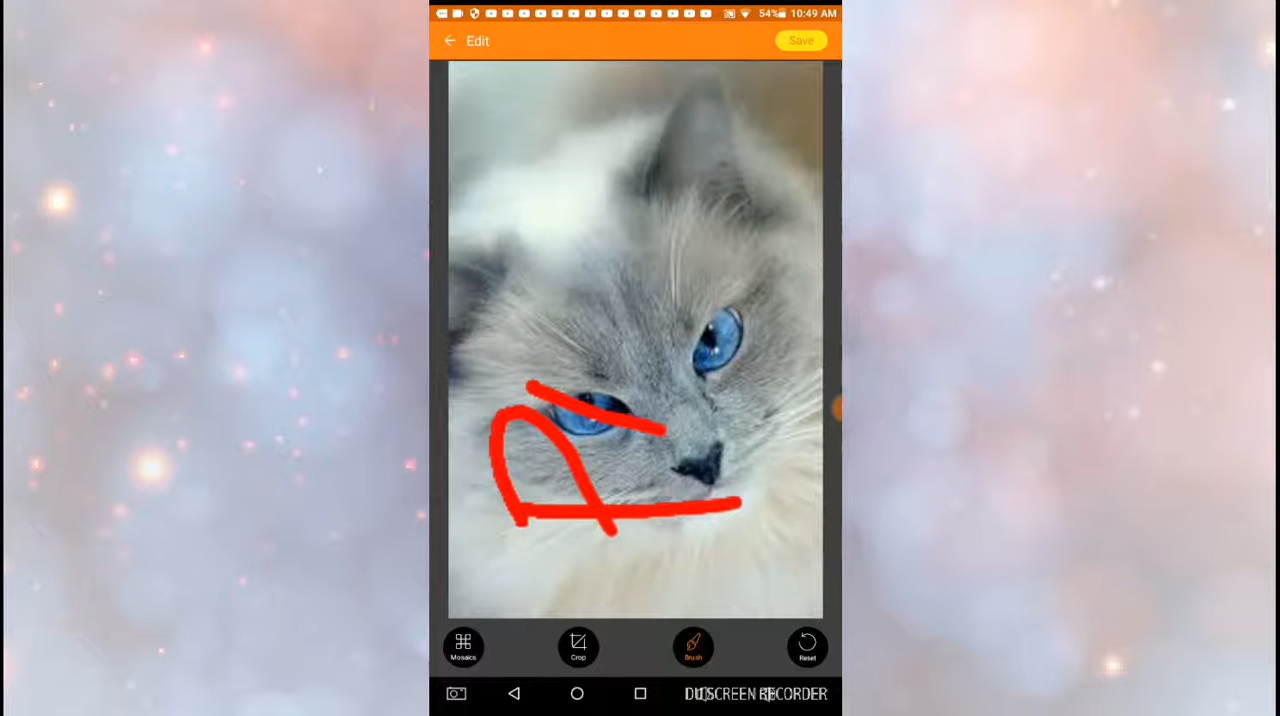 54% 10:49 AM
Edit
Save
Mosaics
Crop
Brush
Reset
DU SCREEN RECORDER